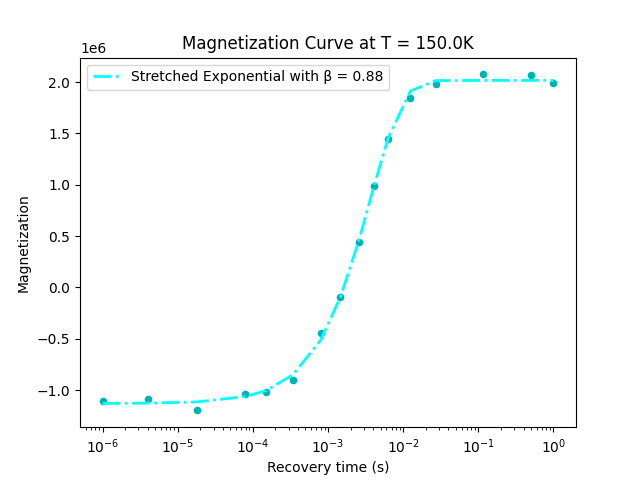 Magnetization Curve at T = 150.0K
1e6
Stretched Exponential with β = 0.88
2.0
1.5
1.0
0.5
0.0
−0.5
−1.0
Magnetization
10⁻⁶ 10⁻⁵ 10⁻⁴ 10⁻³ 10⁻² 10⁻¹ 10⁰
Recovery time (s)